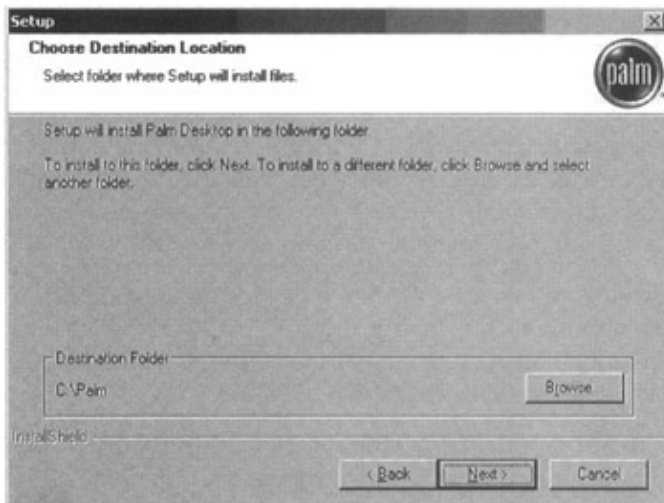 Setup
Choose Destination Location
Select folder where Setup will install files.
palm
Setup will install Palm Desktop in the following folder.
To install to this folder, click Next. To install to a different folder, click Browse and select
another folder.
Destination Folder
C:\Palm
Browse...
InstallShield
< Back
Next >
Cancel